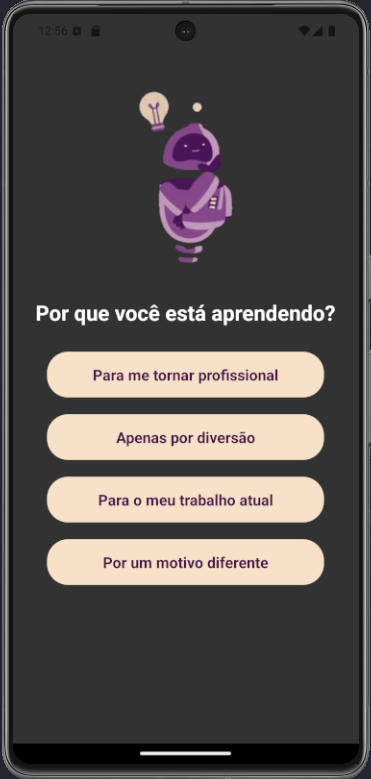 12:56
Por que você está aprendendo?
Para me tornar profissional
Apenas por diversão
Para o meu trabalho atual
Por um motivo diferente